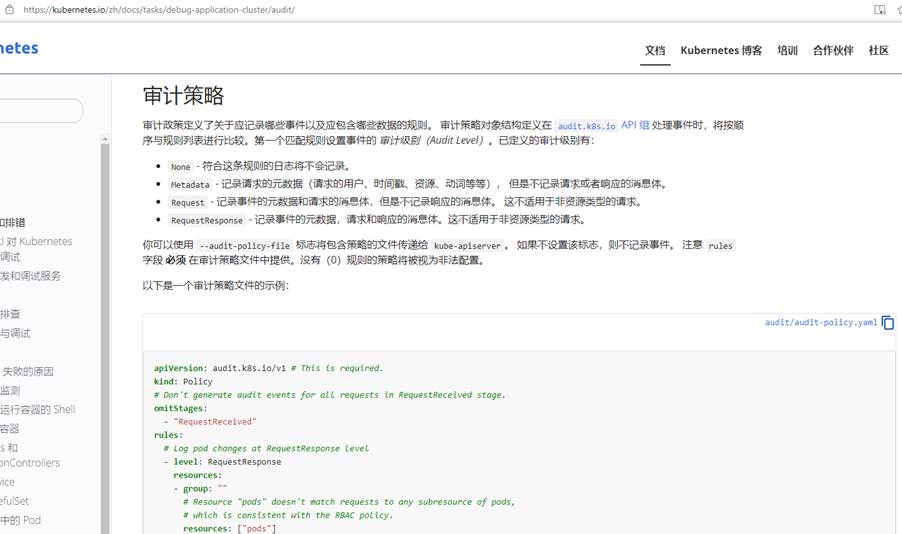 https://kubernetes.io/zh/docs/tasks/debug-application-cluster/audit/
netes
文档 Kubernetes 博客 培训 合作伙伴 社区
审计策略
审计政策定义了关于应记录哪些事件以及应包含哪些数据的规则。 审计策略对象结构定义在 audit.k8s.io API 组 处理事件时，将按顺
序与规则列表进行比较。第一个匹配规则设置事件的 审计级别（Audit Level）。已定义的审计级别有：
None - 符合这条规则的日志将不会记录。
Metadata - 记录请求的元数据（请求的用户、时间戳、资源、动词等等）， 但是不记录请求或者响应的消息体。
Request - 记录事件的元数据和请求的消息体，但是不记录响应的消息体。 这不适用于非资源类型的请求。
RequestResponse - 记录事件的元数据，请求和响应的消息体。这不适用于非资源类型的请求。
你可以使用 --audit-policy-file 标志将包含策略的文件传递给 kube-apiserver 。 如果不设置该标志，则不记录事件。 注意 rules
字段 必须 在审计策略文件中提供。没有（0）规则的策略将被视为非法配置。
以下是一个审计策略文件的示例：
audit/audit-policy.yaml
apiVersion: audit.k8s.io/v1 # This is required.
kind: Policy
# Don't generate audit events for all requests in RequestReceived stage.
omitStages:
- "RequestReceived"
rules:
# Log pod changes at RequestResponse level
- level: RequestResponse
resources:
- group: ""
# Resource "pods" doesn't match requests to any subresource of pods,
# which is consistent with the RBAC policy.
resources: ["pods"]
和排错
对 Kubernetes
调试
发和调试服务
排查
与调试
失败的原因
监测
运行容器的 Shell
容器
s 和
onControllers
vice
efulSet
中的 Pod